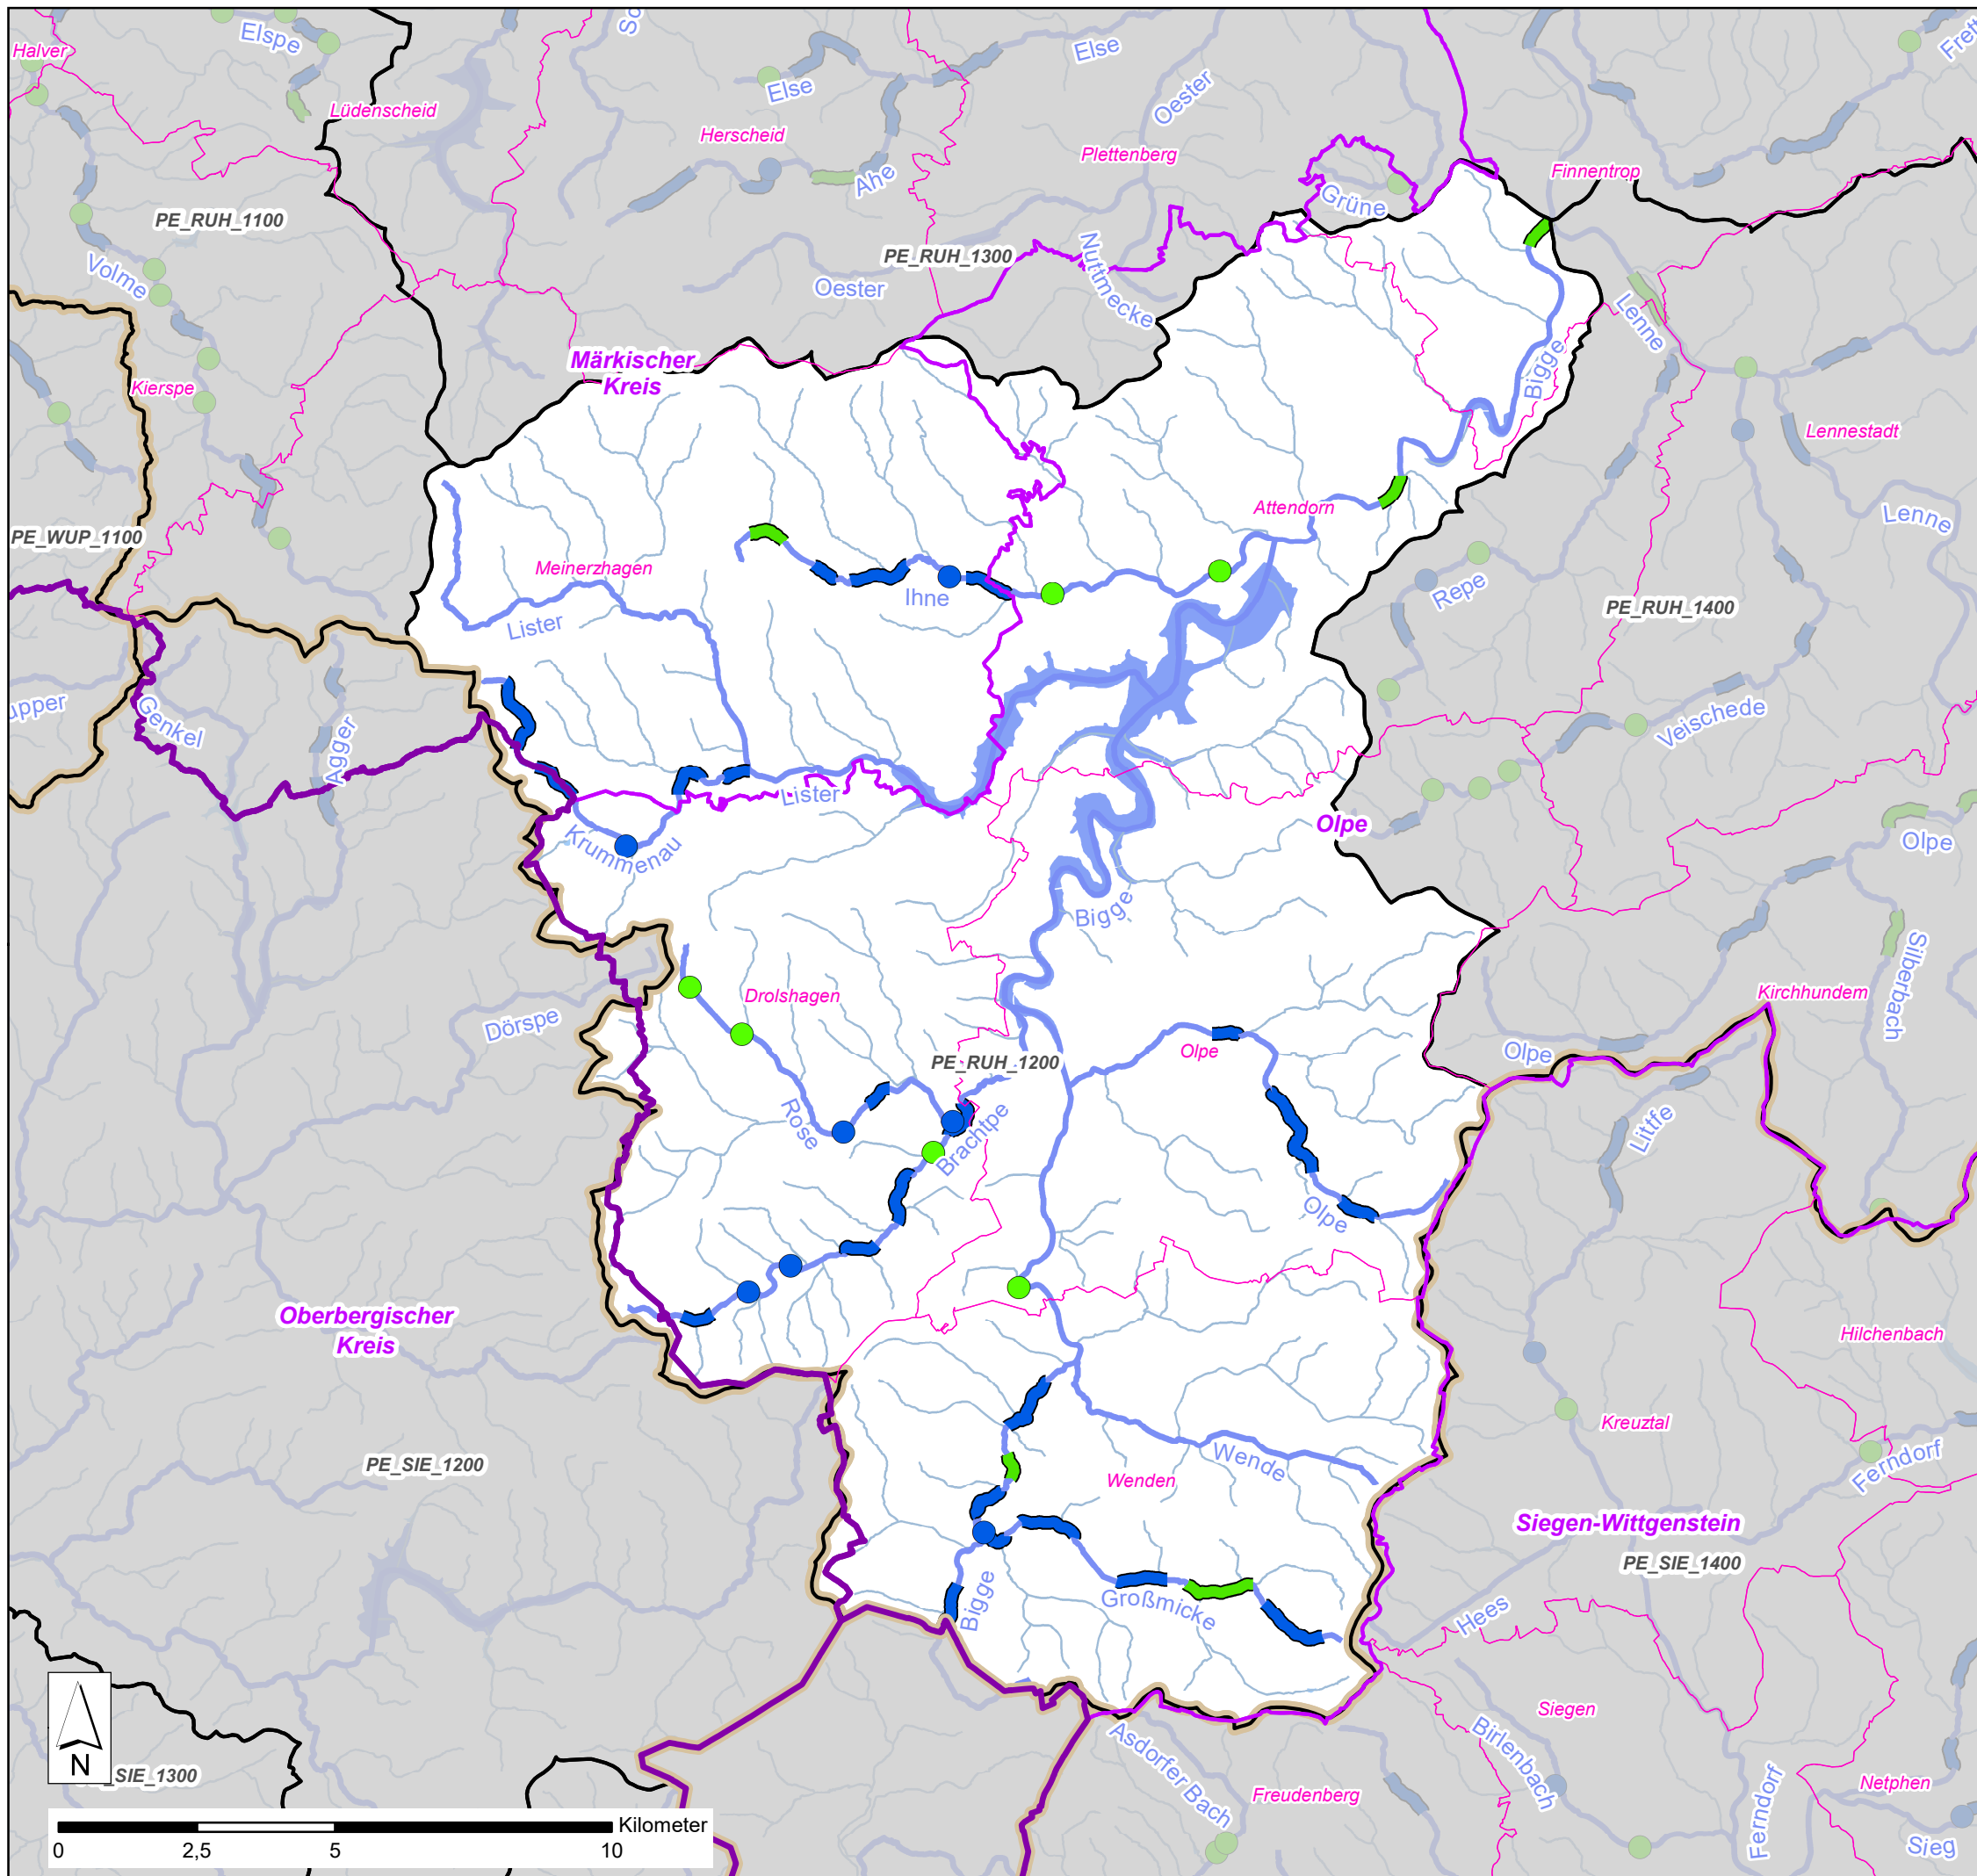 Elspe
So
Else
Frett
Halver
Else
Oester
Lüdenscheid
Herscheid
Plettenberg
Finnentrop
Ahe
Grüne
PE_RUH_1100
PE_RUH_1300
Volme
Oester
Nuttmecke
Lenne
Märkischer
Kreis
Kierspe
Bigge
Lennestadt
Attendorn
Lenne
PE_WUP_1100
Meinerzhagen
Ihne
Repe
PE_RUH_1400
Lister
upper
Genkel
Agger
Veischede
Lister
Krummenau
Olpe
Olpe
Bigge
Silberbach
Drolshagen
Kirchhundem
Dörspe
Olpe
Olpe
PE_RUH_1200
Rose
Brachtpe
Littfe
Olpe
Oberbergischer
Kreis
Hilchenbach
Kreuztal
PE_SIE_1200
Wende
Wenden
Ferndorf
Siegen-Wittgenstein
PE_SIE_1400
Bigge
Großmicke
Hees
Siegen
Birlenbach
Asdorfer Bach
N
_SIE_1300
Freudenberg
Netphen
Ferndorf
Sieg
Kilometer
0
2,5
5
10